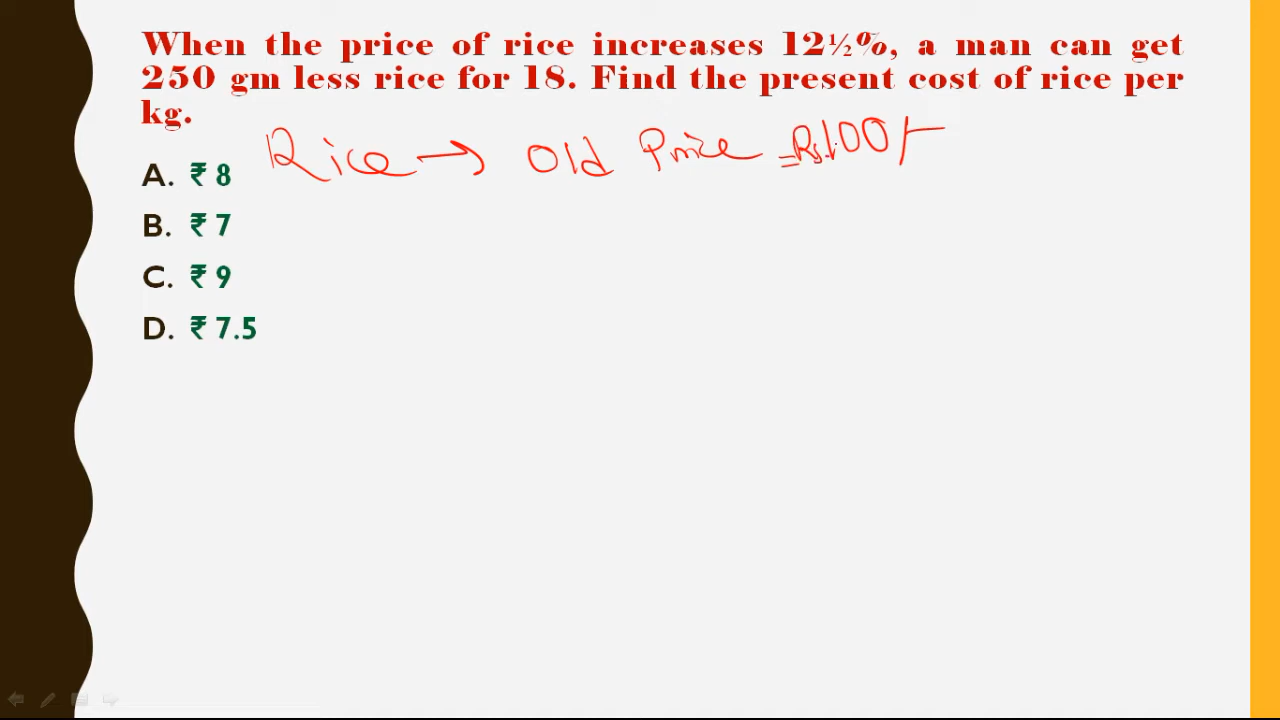 When the price of rice increases 12½%, a man can get
250 gm less rice for 18. Find the present cost of rice per
kg.
Rice → Old Price = Rs.100/-
A. ₹ 8
B. ₹ 7
C. ₹ 9
D. ₹ 7.5